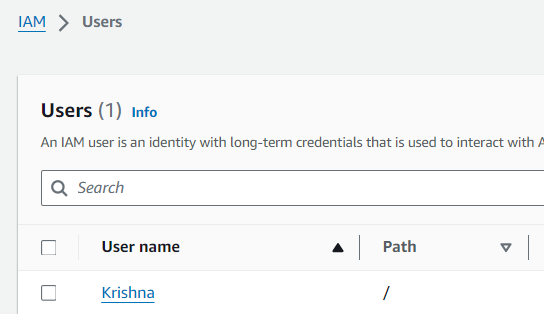 IAM > Users
Users (1) Info
An IAM user is an identity with long-term credentials that is used to interact with
Search
User name Path
Krishna /